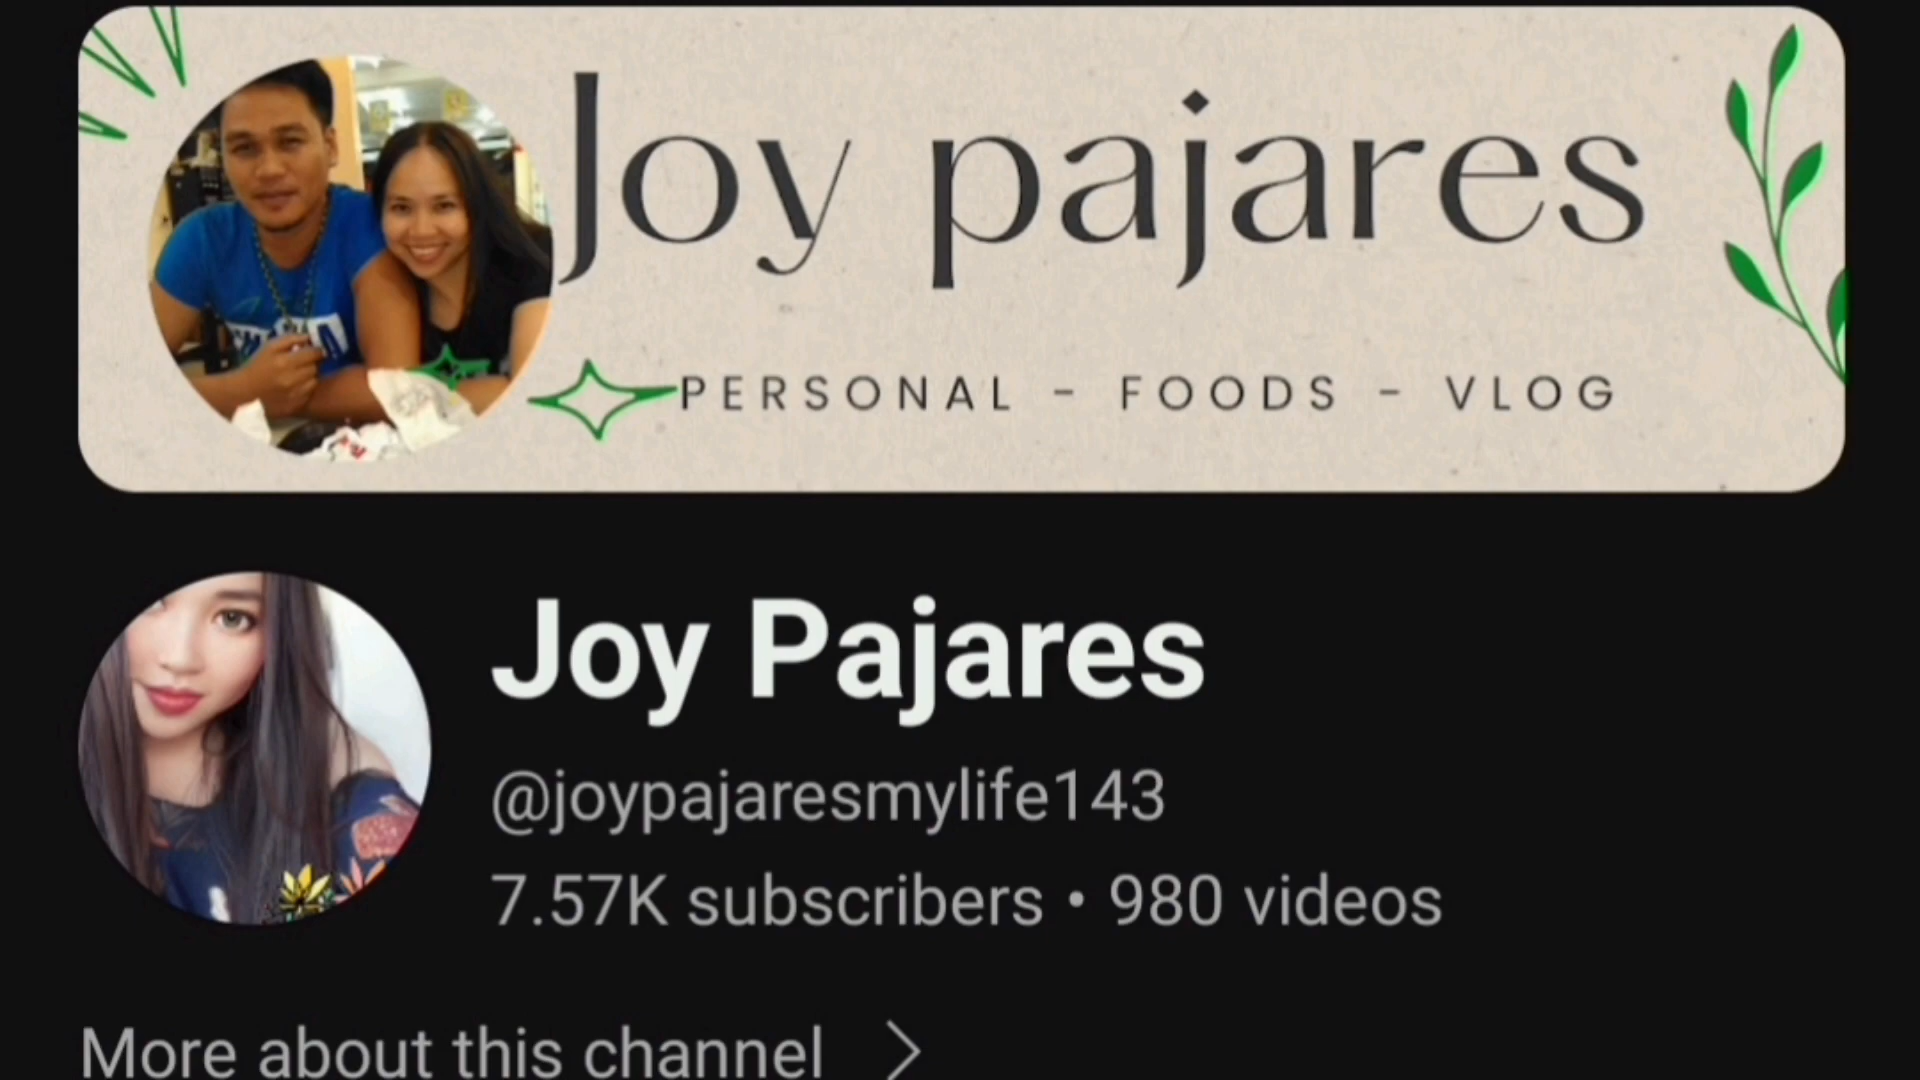 Joy pajares
PERSONAL - FOODS - VLOG
Joy Pajares
@joypajaresmylife143
7.57K subscribers • 980 videos
More about this channel